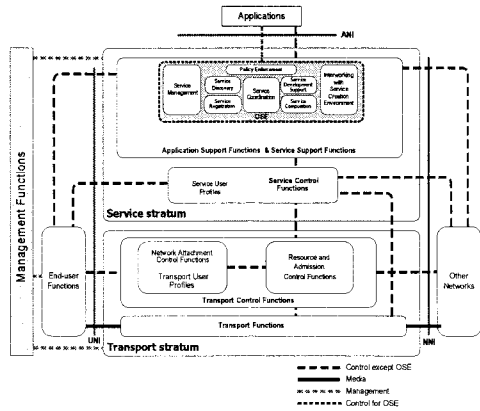 Applications
ANI
Management Functions
Policy Enforcement
Service
Management
Service
Discovery
Service
Registration
Service
Coordination
Service
Development
Support
Service
Composition
Interworking
with
Service
Creation
Environment
OSE
Application Support Functions & Service Support Functions
Service User
Profiles
Service Control
Functions
Service stratum
End-user
Functions
Network Attachment
Control Functions
Transport User
Profiles
Resource and
Admission
Control Functions
Transport Control Functions
Other
Networks
Transport Functions
UNI
NNI
Transport stratum
Control except OSE
Media
Management
Control for OSE